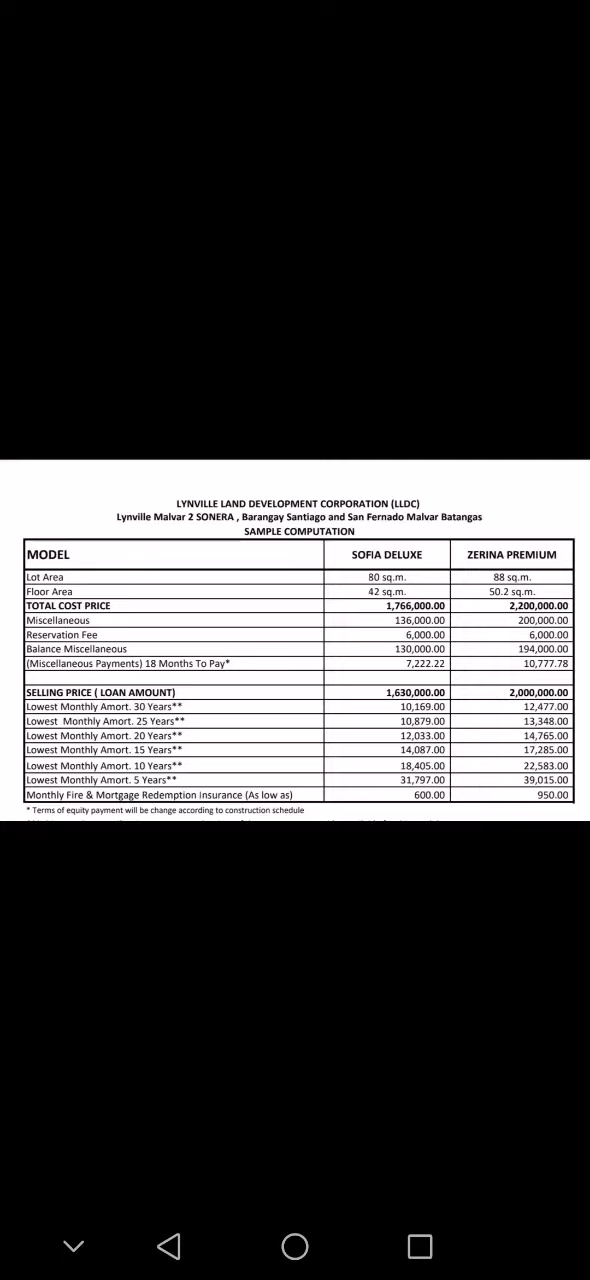 LYNVILLE LAND DEVELOPMENT CORPORATION (LLDC)
Lynville Malvar 2 SONERA , Barangay Santiago and San Fernado Malvar Batangas
SAMPLE COMPUTATION
MODEL SOFIA DELUXE ZERINA PREMIUM
Lot Area 80 sq.m. 88 sq.m.
Floor Area 42 sq.m. 50.2 sq.m.
TOTAL COST PRICE 1,766,000.00 2,200,000.00
Miscellaneous 136,000.00 200,000.00
Reservation Fee 6,000.00 6,000.00
Balance Miscellaneous 130,000.00 194,000.00
(Miscellaneous Payments) 18 Months To Pay* 7,222.22 10,777.78
SELLING PRICE ( LOAN AMOUNT) 1,630,000.00 2,000,000.00
Lowest Monthly Amort. 30 Years** 10,169.00 12,477.00
Lowest Monthly Amort. 25 Years** 10,879.00 13,348.00
Lowest Monthly Amort. 20 Years** 12,033.00 14,765.00
Lowest Monthly Amort. 15 Years** 14,087.00 17,285.00
Lowest Monthly Amort. 10 Years** 18,405.00 22,583.00
Lowest Monthly Amort. 5 Years** 31,797.00 39,015.00
Monthly Fire & Mortgage Redemption Insurance (As low as) 600.00 950.00
* Terms of equity payment will be change according to construction schedule